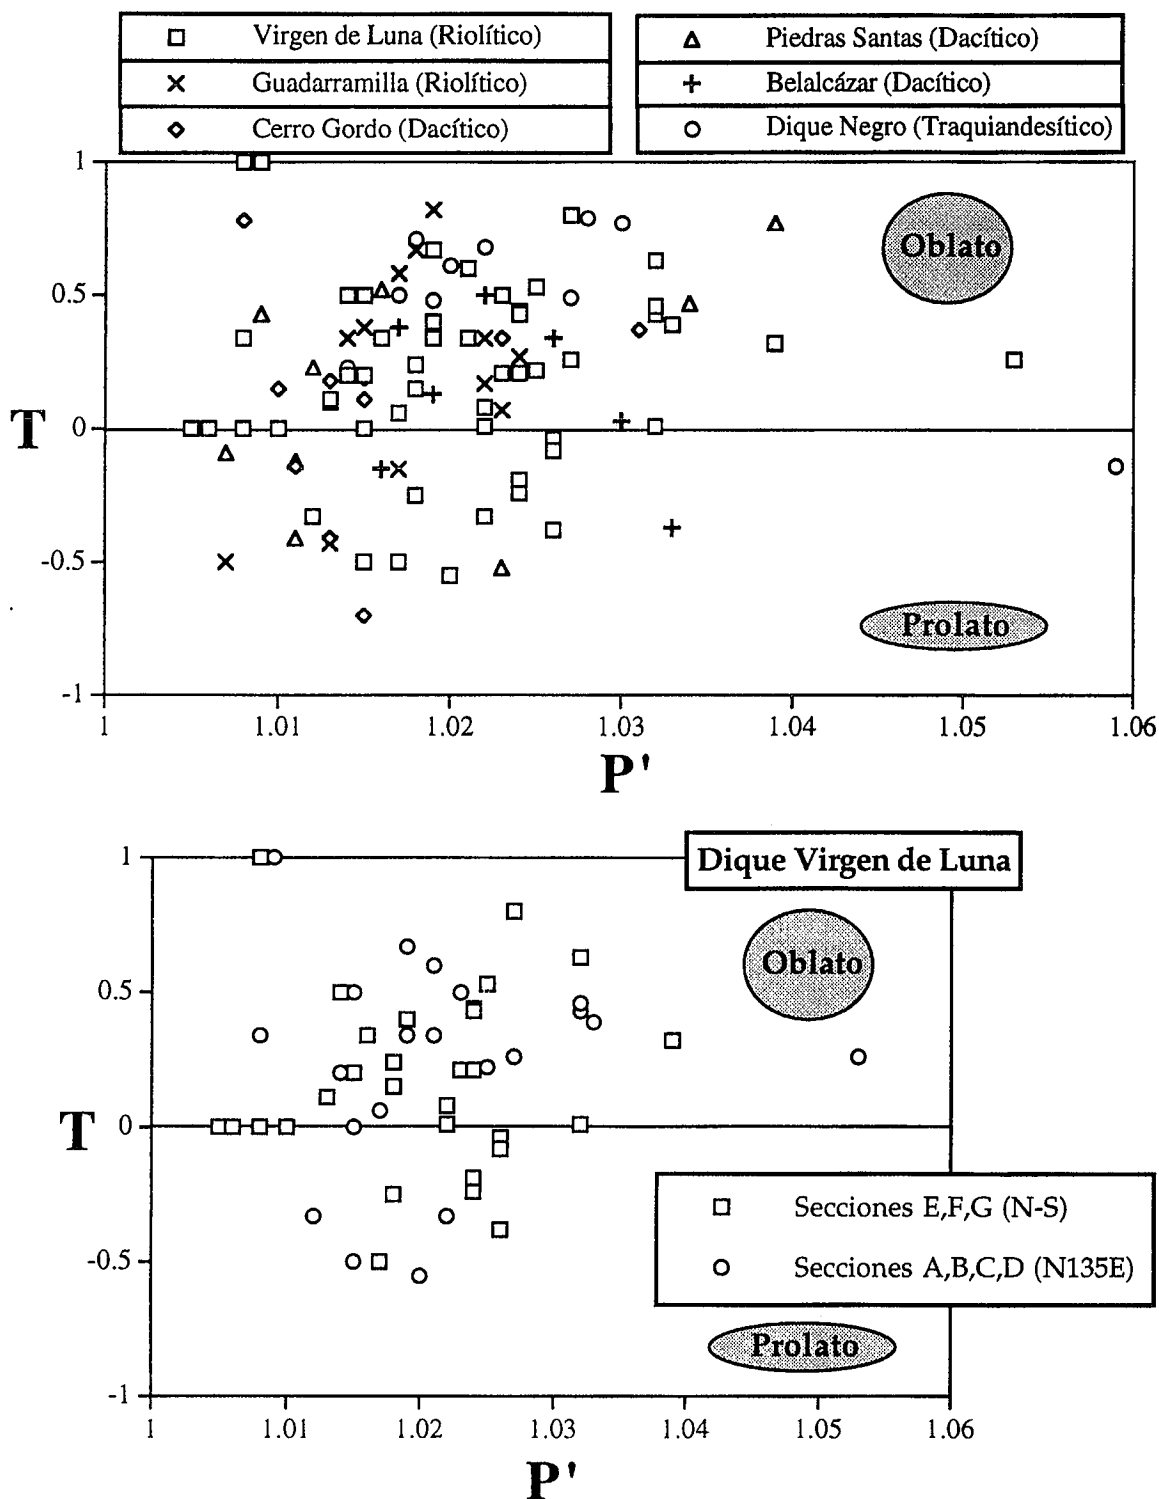 Virgen de Luna (Riolítico)
Guadarramilla (Riolítico)
Cerro Gordo (Dacítico)
Piedras Santas (Dacítico)
Belalcázar (Dacítico)
Dique Negro (Traquiandesítico)
1
0.5
0
-0.5
-1
T
Oblato
Prolato
1 1.01 1.02 1.03 1.04 1.05 1.06
P'
Dique Virgen de Luna
1
0.5
0
-0.5
-1
T
Oblato
Secciones E,F,G (N-S)
Secciones A,B,C,D (N135E)
Prolato
1 1.01 1.02 1.03 1.04 1.05 1.06
P'